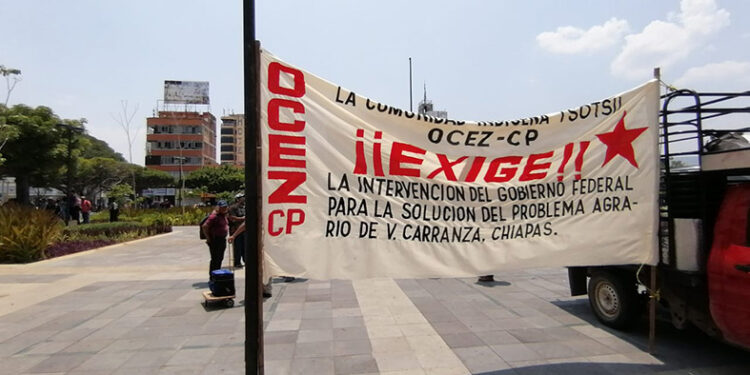 OCEZ
CP
LA COMUNIDAD INDIGENA TSOTSIL
OCEZ-CP
¡¡EXIGE!!
LA INTERVENCION DEL GOBIERNO FEDERAL
PARA LA SOLUCION DEL PROBLEMA AGRA-
RIO DE V. CARRANZA, CHIAPAS.